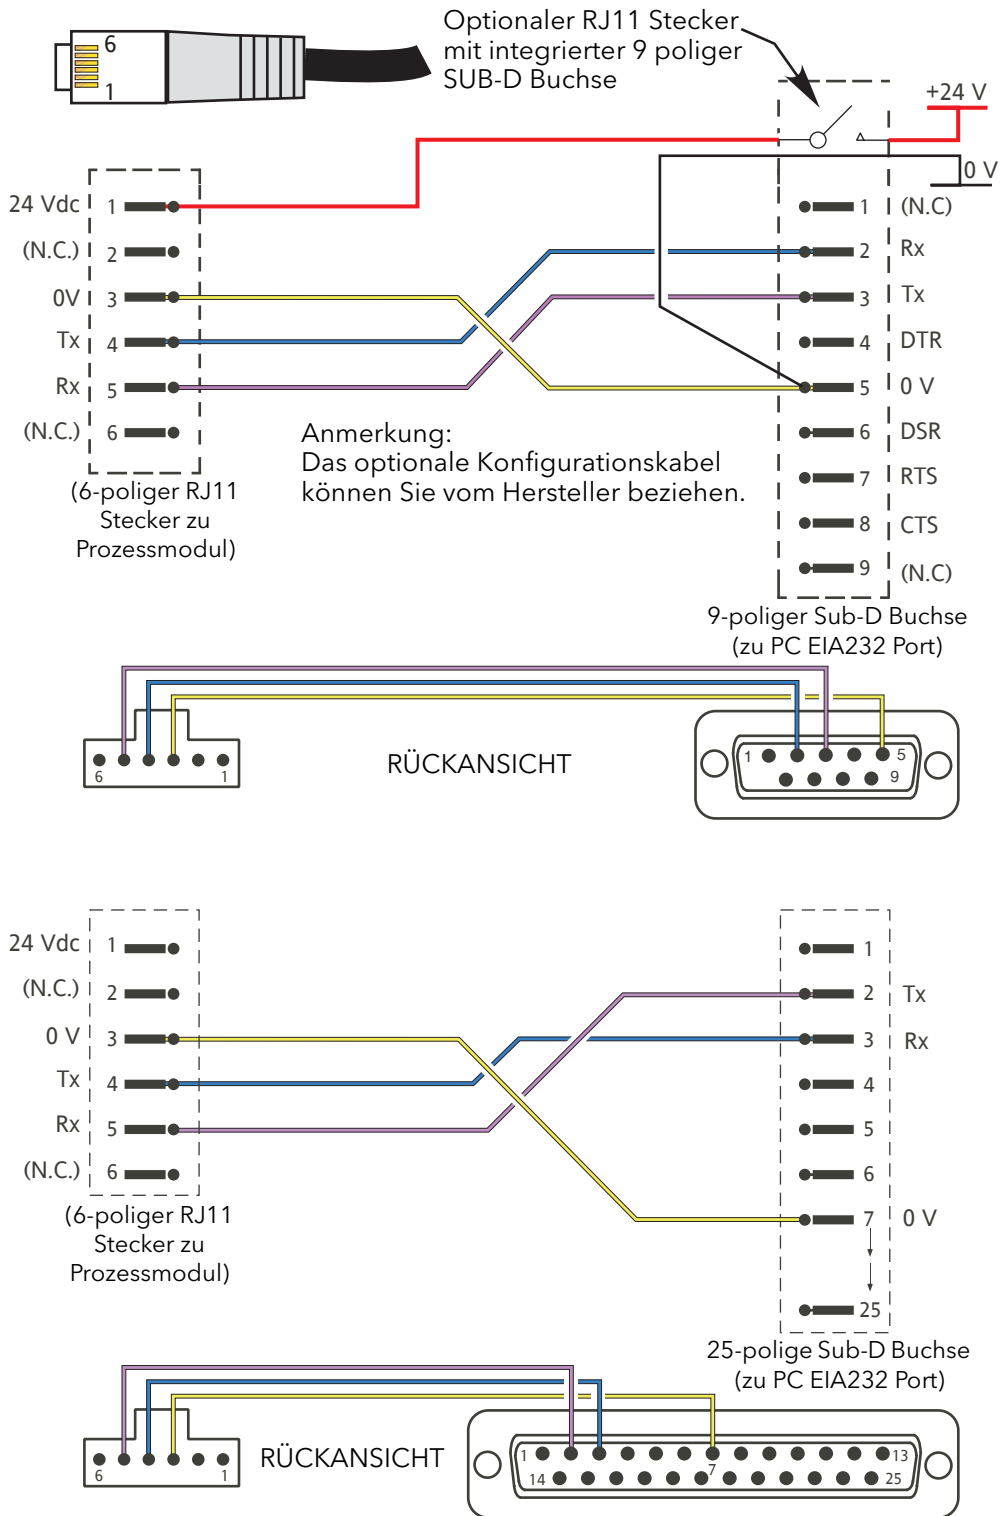 Optionaler RJ11 Stecker
mit integrierter 9 poliger
SUB-D Buchse
6
1
+24 V
0 V
24 Vdc 1
(N.C.) 2
0V 3
Tx 4
Rx 5
(N.C.) 6
(6-poliger RJ11
Stecker zu
Prozessmodul)
1 (N.C)
2 Rx
3 Tx
4 DTR
5 0 V
6 DSR
7 RTS
8 CTS
9 (N.C)
9-poliger Sub-D Buchse
(zu PC EIA232 Port)
Anmerkung:
Das optionale Konfigurationskabel
können Sie vom Hersteller beziehen.
6 1
RÜCKANSICHT
1 5
9
24 Vdc 1
(N.C.) 2
0 V 3
Tx 4
Rx 5
(N.C.) 6
(6-poliger RJ11
Stecker zu
Prozessmodul)
1
2 Tx
3 Rx
4
5
6
7 0 V
25
25-polige Sub-D Buchse
(zu PC EIA232 Port)
6 1
RÜCKANSICHT
1 13
7
14 25